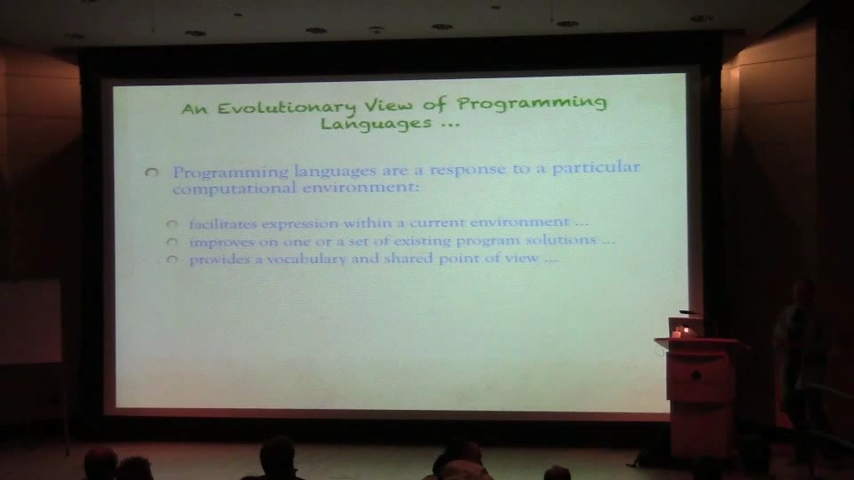 An Evolutionary View of Programming
Languages ...
Programming languages are a response to a particular
computational environment:
facilitates expression within a current environment ...
improves on one or a set of existing program solutions ...
provides a vocabulary and shared point of view ...